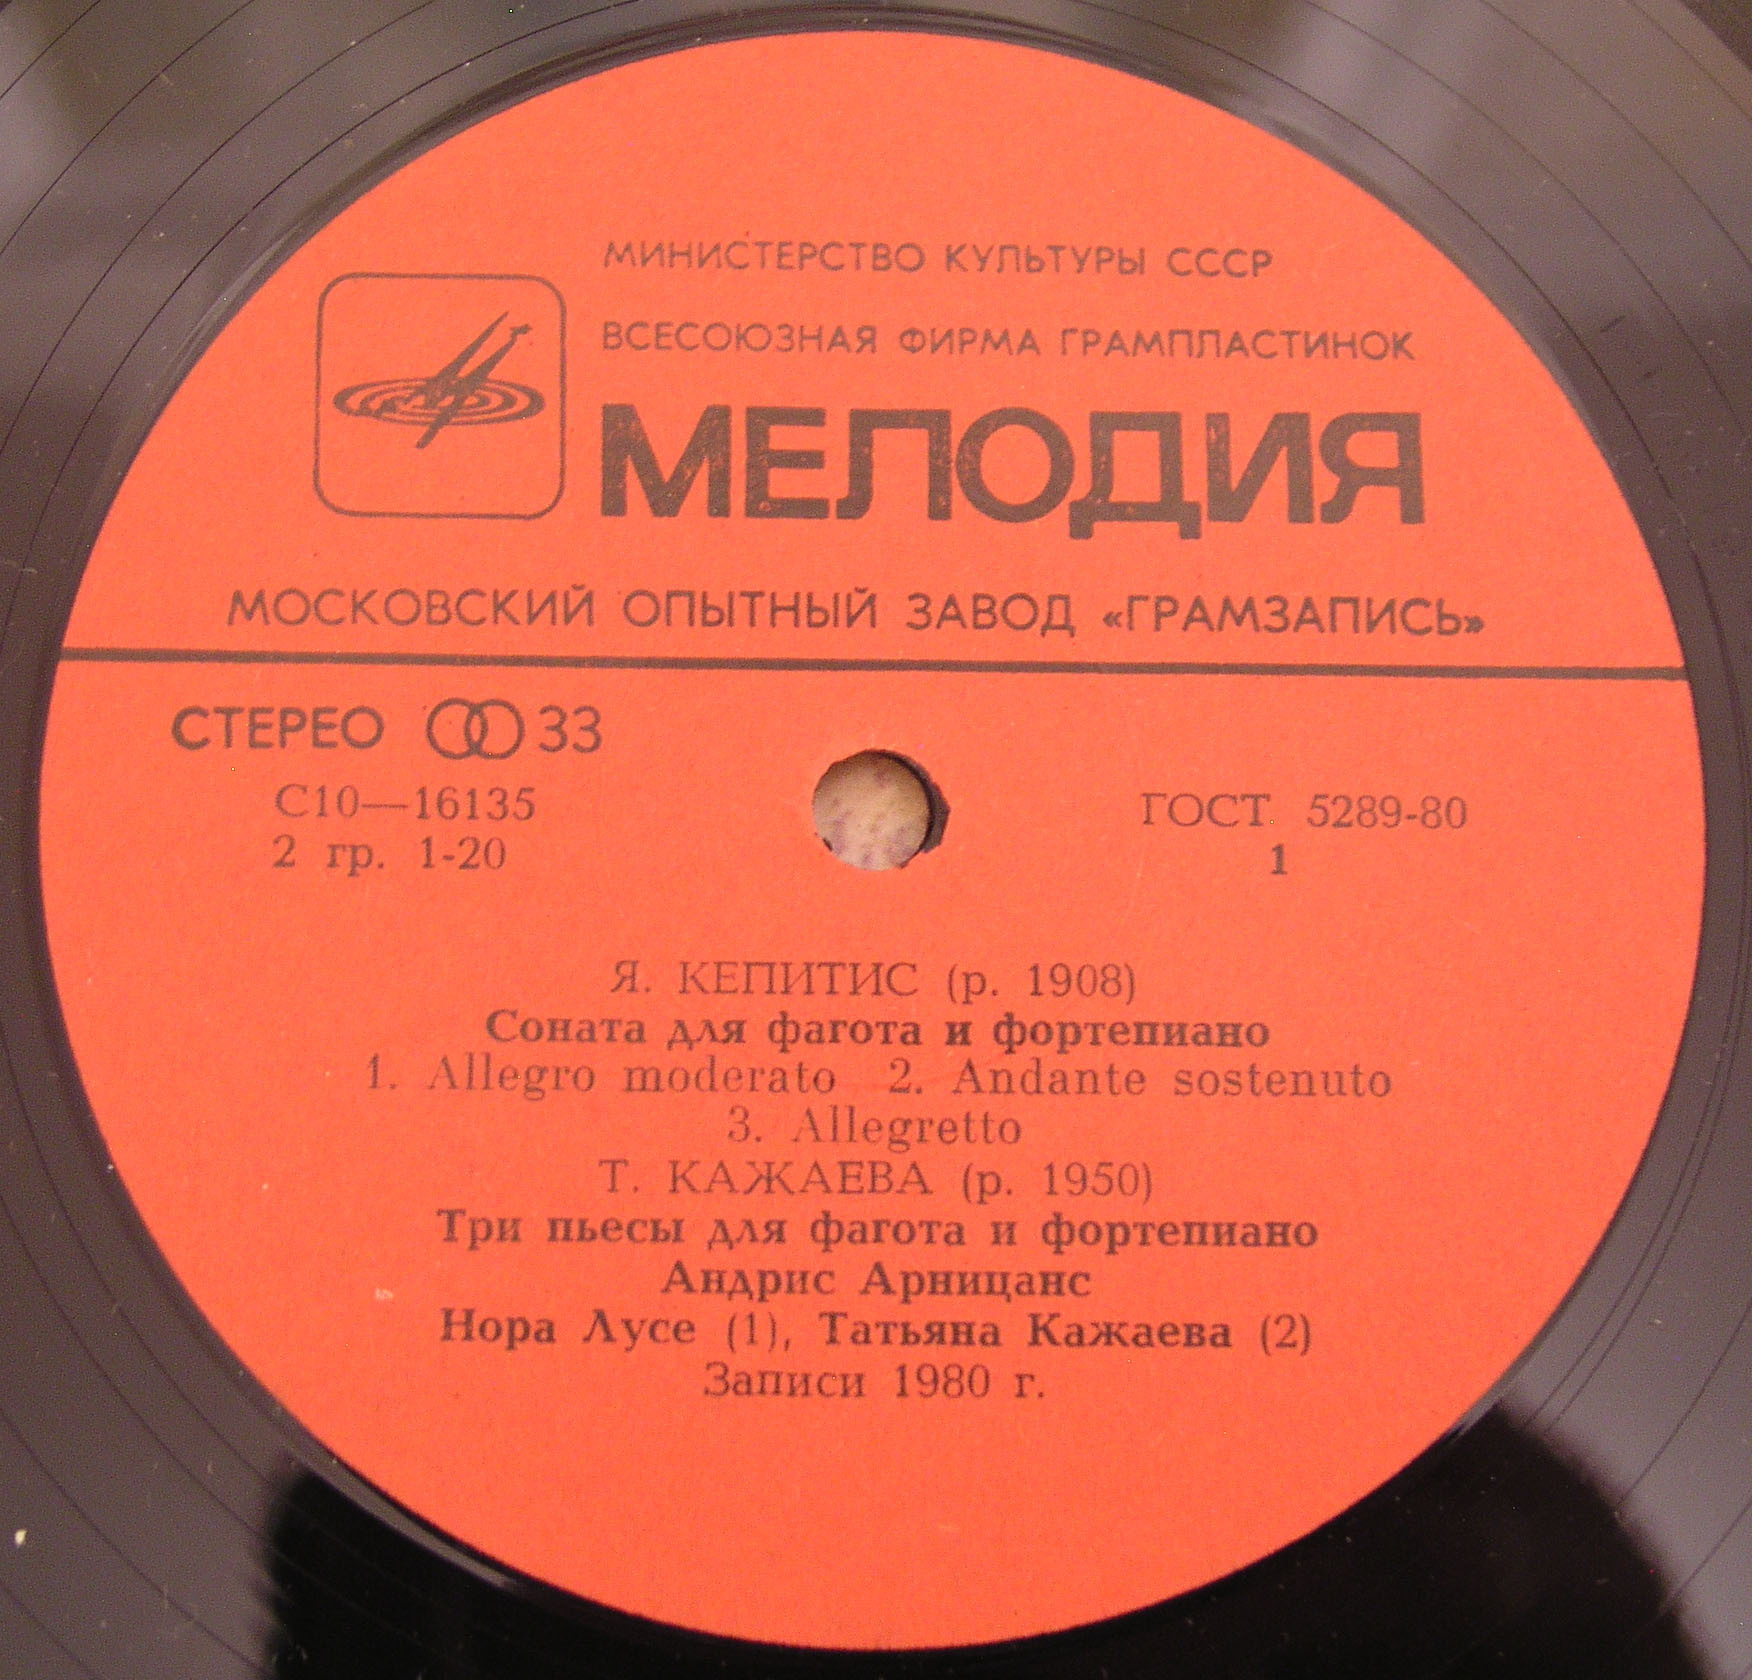 МИНИСТЕРСТВО КУЛЬТУРЫ СССР
ВСЕСОЮЗНАЯ ФИРМА ГРАМПЛАСТИНОК
МЕЛОДИЯ
МОСКОВСКИЙ ОПЫТНЫЙ ЗАВОД «ГРАМЗАПИСЬ»
СТЕРЕО 33
С10—16135
2 гр. 1-20
ГОСТ 5289-80
1
Я. КЕПИТИС (р. 1908)
Соната для фагота и фортепиано
1. Allegro moderato 2. Andante sostenuto
3. Allegretto
Т. КАЖАЕВА (р. 1950)
Три пьесы для фагота и фортепиано
Андрис Арницанс
Нора Лусе (1), Татьяна Кажаева (2)
Записи 1980 г.